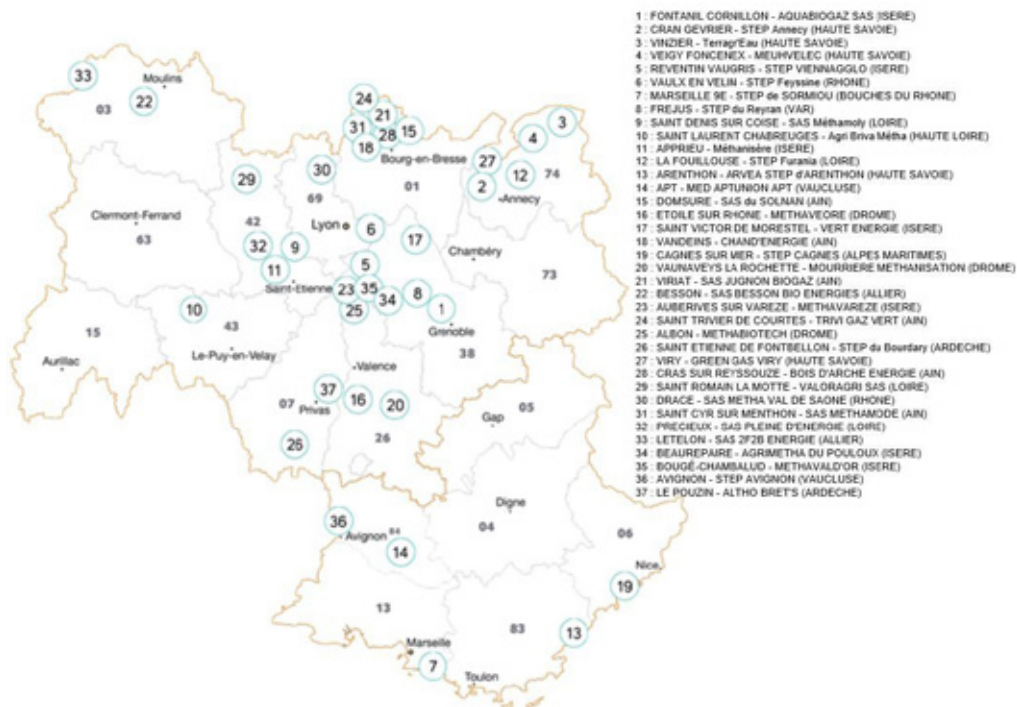 1 : FONTANIL CORNILLON - AQUABIOGAZ SAS (ISERE)
2 : CRAN GEVRIER - STEP Annecy (HAUTE SAVOIE)
3 : VINZIER - Terragr'Eau (HAUTE SAVOIE)
4 : VEIGY FONCENEX - MEUHVELEC (HAUTE SAVOIE)
5 : REVENTIN VAUGRIS - STEP VIENNAGGLO (ISERE)
6 : VAULX EN VELIN - STEP Feyssine (RHONE)
7 : MARSEILLE 9E - STEP de SORMIOU (BOUCHES DU RHONE)
8 : FREJUS - STEP du Reyran (VAR)
9 : SAINT DENIS SUR COISE - SAS Méthamoly (LOIRE)
10 : SAINT LAURENT CHABREUGES - Agri Briva Métha (HAUTE LOIRE)
11 : APPRIEU - Méthanisère (ISERE)
12 : LA FOUILLOUSE - STEP Furania (LOIRE)
13 : ARENTHON - ARVEA STEP d'ARENTHON (HAUTE SAVOIE)
14 : APT - MED APTUNION APT (VAUCLUSE)
15 : DOMSURE - SAS du SOLNAN (AIN)
16 : ETOILE SUR RHONE - METHAVEORE (DROME)
17 : SAINT VICTOR DE MORESTEL - VERT ENERGIE (ISERE)
18 : VANDEINS - CHAND'ENERGIE (AIN)
19 : CAGNES SUR MER - STEP CAGNES (ALPES MARITIMES)
20 : VAUNAVEYS LA ROCHETTE - MOURRIERE METHANISATION (DROME)
21 : VIRIAT - SAS JUGNON BIOGAZ (AIN)
22 : BESSON - SAS BESSON BIO ENERGIES (ALLIER)
23 : AUBERIVES SUR VAREZE - METHAVAREZE (ISERE)
24 : SAINT TRIVIER DE COURTES - TRIVI GAZ VERT (AIN)
25 : ALBON - METHABIOTECH (DROME)
26 : SAINT ETIENNE DE FONTBELLON - STEP du Bourdary (ARDECHE)
27 : VIRY - GREEN GAS VIRY (HAUTE SAVOIE)
28 : CRAS SUR REYSSOUZE - BOIS D'ARCHE ENERGIE (AIN)
29 : SAINT ROMAIN LA MOTTE - VALORAGRI SAS (LOIRE)
30 : DRACE - SAS METHA VAL DE SAONE (RHONE)
31 : SAINT CYR SUR MENTHON - SAS METHAMODE (AIN)
32 : PRECIEUX - SAS PLEINE D'ENERGIE (LOIRE)
33 : LETELON - SAS 2F2B ENERGIE (ALLIER)
34 : BEAUREPAIRE - AGRIMETHA DU POULOUX (ISERE)
35 : BOUGÉ-CHAMBALUD - METHAVALD'OR (ISERE)
36 : AVIGNON - STEP AVIGNON (VAUCLUSE)
37 : LE POUZIN - ALTHO BRET'S (ARDECHE)
33
Moulins
22
03
24
21
31
28
15
18
Bourg-en-Bresse
3
4
27
12
74
2
Annecy
30
29
69
01
Clermont-Ferrand
63
42
Lyon
6
17
32
9
Chambéry
11
5
73
Saint-Etienne
23
35
34
8
25
1
Grenoble
10
43
15
38
Le-Puy-en-Velay
Aurillac
Valence
37
07
Privas
16
20
05
Gap
26
26
Digne
36
Avignon
84
04
06
14
Nice
19
13
83
13
Marseille
7
Toulon